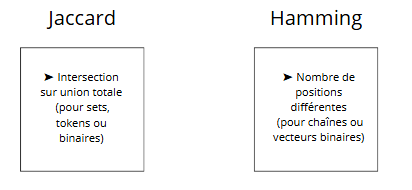 Jaccard
➤ Intersection
sur union totale
(pour sets,
tokens ou
binaires)
Hamming
➤ Nombre de
positions
différentes
(pour chaînes ou
vecteurs binaires)